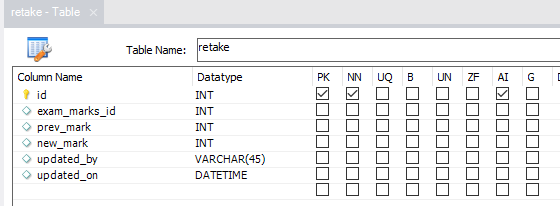 retake - Table ×
Table Name: retake
Column Name Datatype PK NN UQ B UN ZF AI G
id INT
exam_marks_id INT
prev_mark INT
new_mark INT
updated_by VARCHAR(45)
updated_on DATETIME